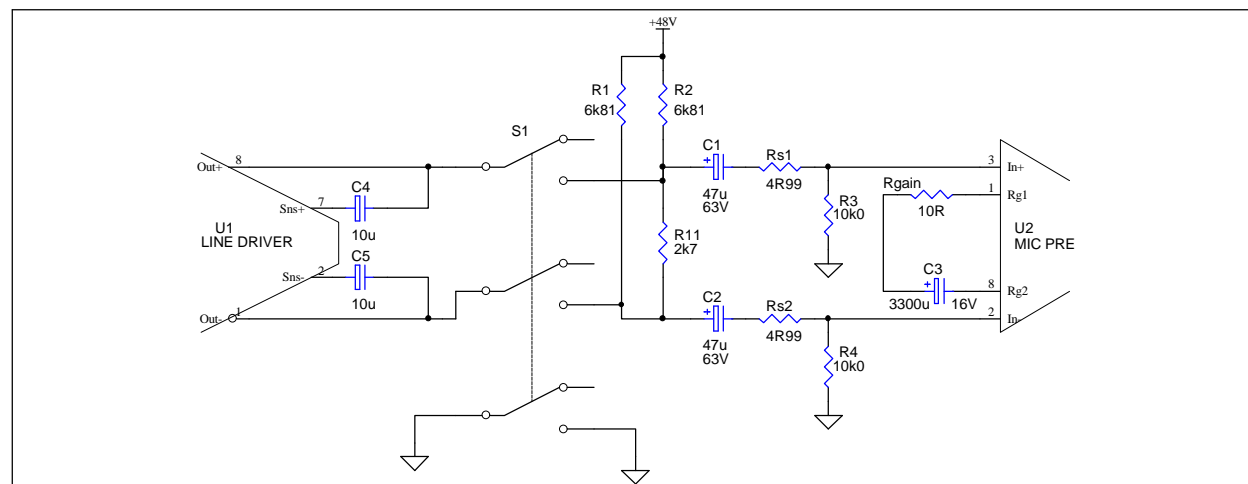 +48V
R1
6k81
R2
6k81
S1
C1
+
47u
63V
Rs1
4R99
Out+
8
3
In+
Rgain
1
Rg1
10R
C4
7
Sns+
10u
R3
10k0
U1
LINE DRIVER
R11
2k7
U2
MIC PRE
C5
2
Sns-
10u
C3
+
3300u
16V
8
Rg2
C2
+
47u
63V
Rs2
4R99
2
In-
Out-
1
R4
10k0